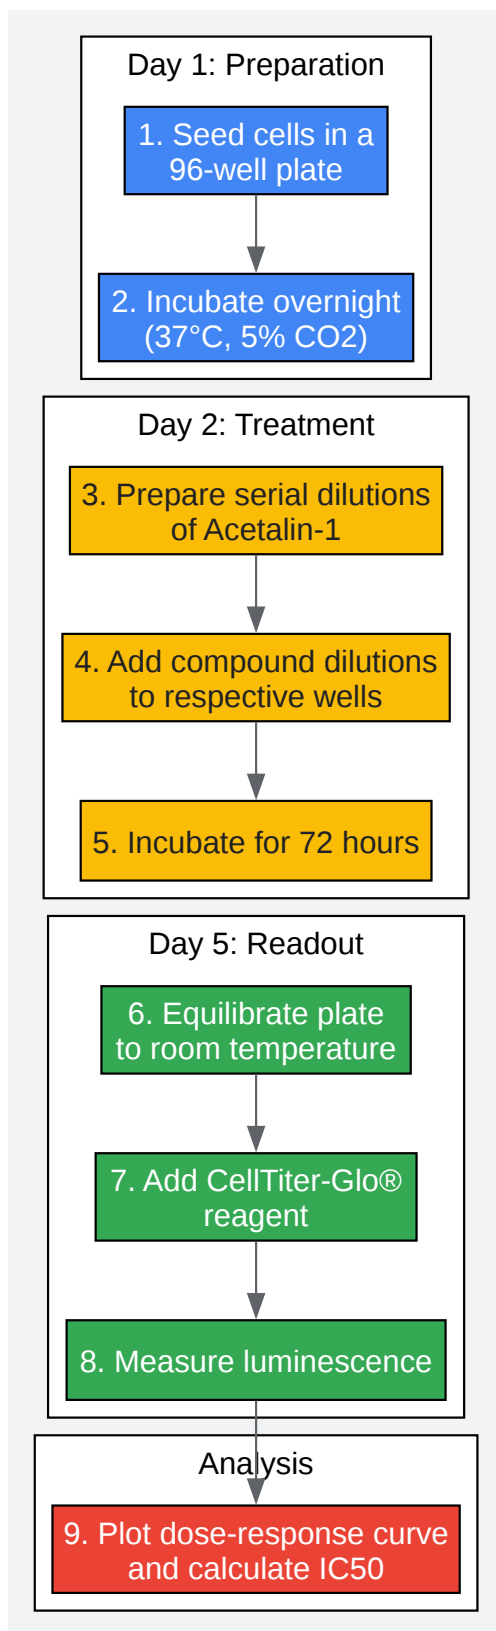 Day 1: Preparation
1. Seed cells in a
96-well plate
2. Incubate overnight
(37°C, 5% CO2)
Day 2: Treatment
3. Prepare serial dilutions
of Acetalin-1
4. Add compound dilutions
to respective wells
5. Incubate for 72 hours
Day 5: Readout
6. Equilibrate plate
to room temperature
7. Add CellTiter-Glo®
reagent
8. Measure luminescence
Analysis
9. Plot dose-response curve
and calculate IC50